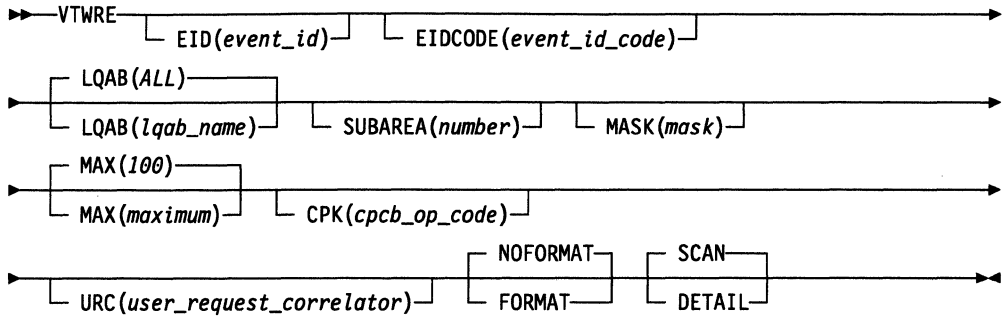 VTWRE
EID(event_id) EIDCODE(event_id_code)
LQAB(ALL)
LQAB(lqab_name) SUBAREA(number) MASK(mask)
MAX(100)
MAX(maximum) CPK(cpcb_op_code)
NOFORMAT SCAN
URC(user_request_correlator) FORMAT DETAIL